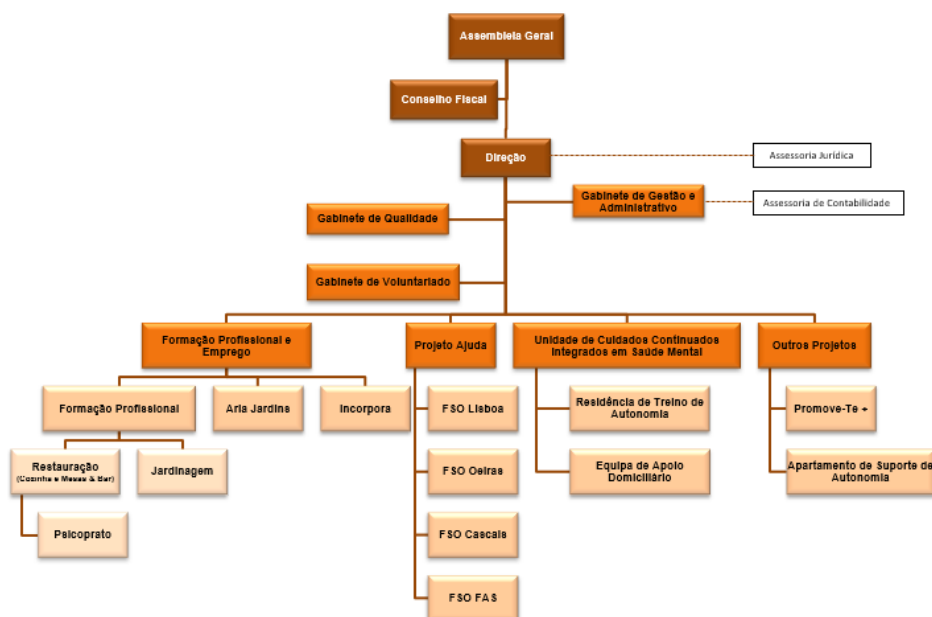 Assembleia Geral
Conselho Fiscal
Direção
Assessoria Jurídica
Gabinete de Gestão e
Administrativo
Assessoria de Contabilidade
Gabinete de Qualidade
Gabinete de Voluntariado
Formação Profissional e
Emprego
Projeto Ajuda
Unidade de Cuidados Continuados
Integrados em Saúde Mental
Outros Projetos
Formação Profissional
Aria Jardins
Incorpora
FSO Lisboa
Residência de Treino de
Autonomia
Promove-Te +
Restauração
(Cozinha e Mesas & Bar)
Jardinagem
FSO Oeiras
Equipa de Apoio
Domiciliário
Apartamento de Suporte de
Autonomia
Psicoprato
FSO Cascais
FSO FAS